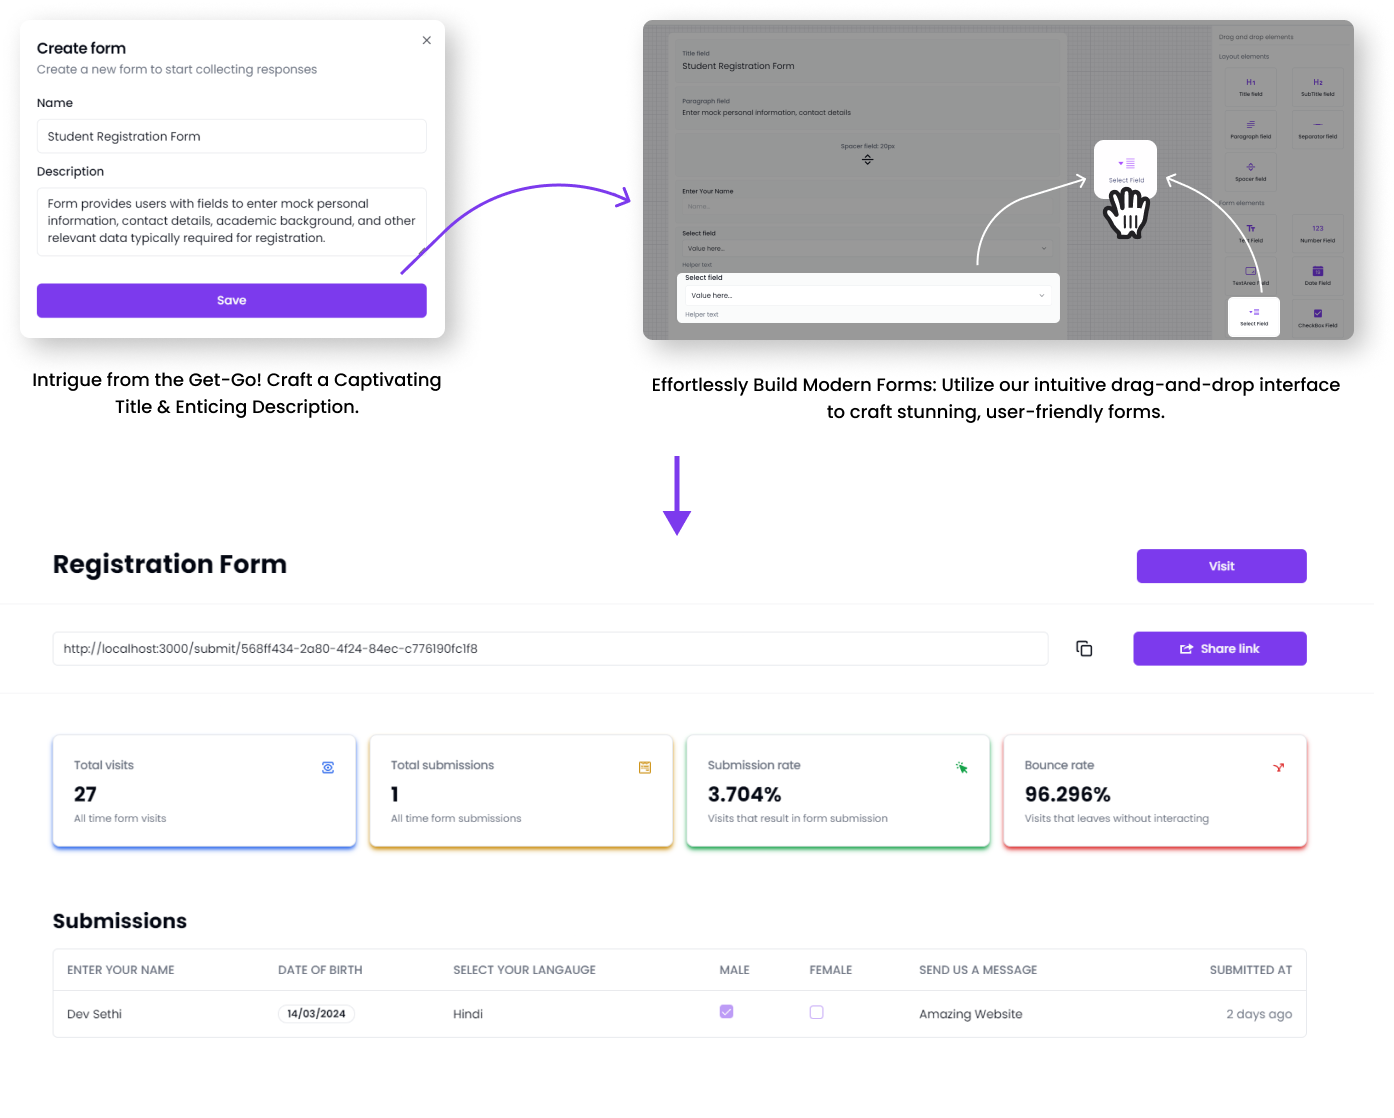 Create form
Create a new form to start collecting responses
Name
Student Registration Form
Description
Form provides users with fields to enter mock personal
information, contact details, academic background, and other
relevant data typically required for registration.
Save
Intrigue from the Get-Go! Craft a Captivating
Title & Enticing Description.
Title field
Student Registration Form
Paragraph field
Enter mock personal information, contact details
Spacer field: 20px
Enter Your Name
Name...
Select field
Value here...
Helper text
Select field
Value here...
Helper text
Select Field
Drag and drop elements
Layout elements
H1 H2
Title field SubTitle field
Paragraph field Separator field
Spacer field
Form elements
Tт 123
Text Field Number Field
TextArea Field Date Field
Select Field CheckBox Field
Effortlessly Build Modern Forms: Utilize our intuitive drag-and-drop interface
to craft stunning, user-friendly forms.
Registration Form Visit
http://localhost:3000/submit/568ff434-2a80-4f24-84ec-c776190fc1f8 Share link
Total visits Total submissions Submission rate Bounce rate
27 1 3.704% 96.296%
All time form visits All time form submissions Visits that result in form submission Visits that leaves without interacting
Submissions
ENTER YOUR NAME DATE OF BIRTH SELECT YOUR LANGAUGE MALE FEMALE SEND US A MESSAGE SUBMITTED AT
Dev Sethi 14/03/2024 Hindi Amazing Website 2 days ago